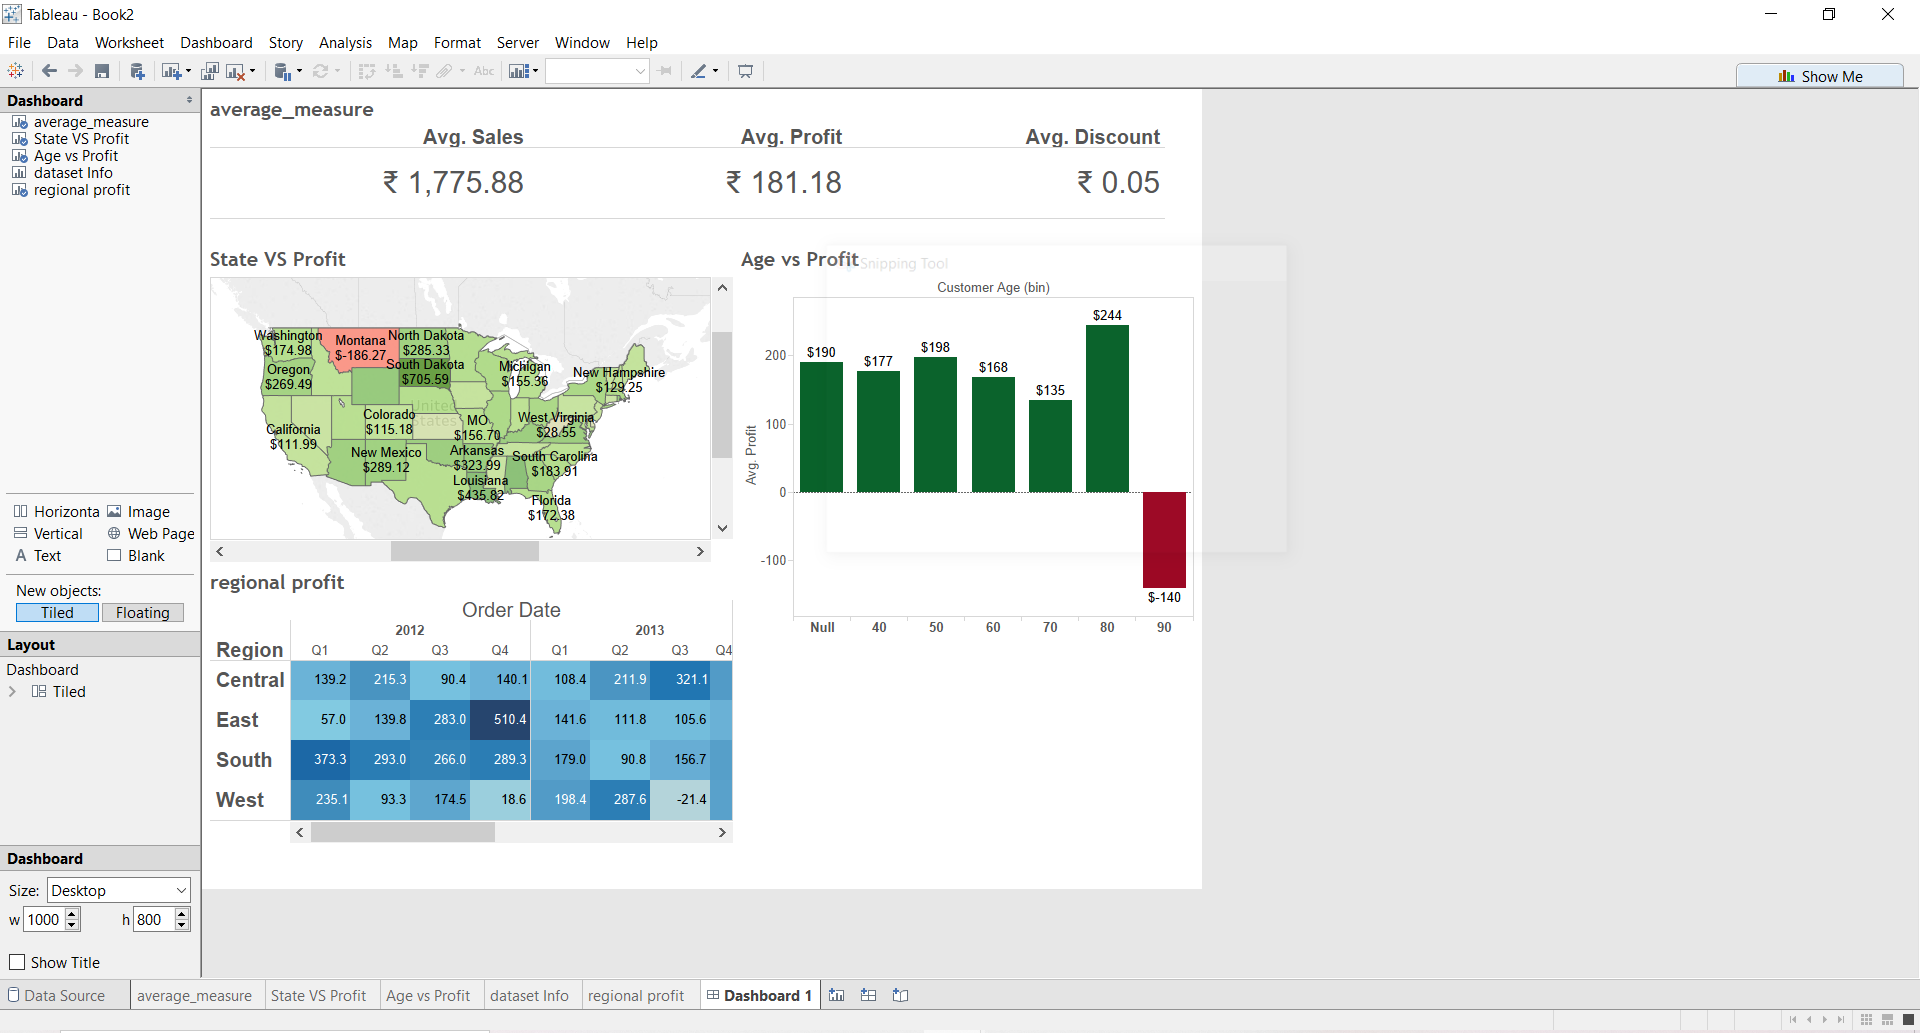 Tableau - Book2
File Data Worksheet Dashboard Story Analysis Map Format Server Window Help
Abc
Show Me
Dashboard
average_measure
State VS Profit
Age vs Profit
dataset Info
regional profit
Horizonta Image
Vertical Web Page
A Text Blank
New objects:
Tiled Floating
Layout
Dashboard
Tiled
Dashboard
Size: Desktop
w 1000 h 800
Show Title
average_measure
Avg. Sales Avg. Profit Avg. Discount
₹ 1,775.88 ₹ 181.18 ₹ 0.05
State VS Profit
Washington
$174.98
Montana
$-186.27
North Dakota
$285.33
Oregon
$269.49
South Dakota
$705.59
Michigan
$155.36
New Hampshire
$129.25
United
States
Colorado
$115.18
MO
$156.70
West Virginia
$28.55
California
$111.99
New Mexico
$289.12
Arkansas
$323.99
South Carolina
$183.91
Louisiana
$435.82
Florida
$172.38
Age vs Profit
Snipping Tool
Customer Age (bin)
Avg. Profit
200
100
0
-100
$190 $177 $198 $168 $135 $244 $-140
Null 40 50 60 70 80 90
regional profit
Order Date
2012 2013
Region Q1 Q2 Q3 Q4 Q1 Q2 Q3 Q4
Central 139.2 215.3 90.4 140.1 108.4 211.9 321.1
East 57.0 139.8 283.0 510.4 141.6 111.8 105.6
South 373.3 293.0 266.0 289.3 179.0 90.8 156.7
West 235.1 93.3 174.5 18.6 198.4 287.6 -21.4
Data Source average_measure State VS Profit Age vs Profit dataset Info regional profit Dashboard 1